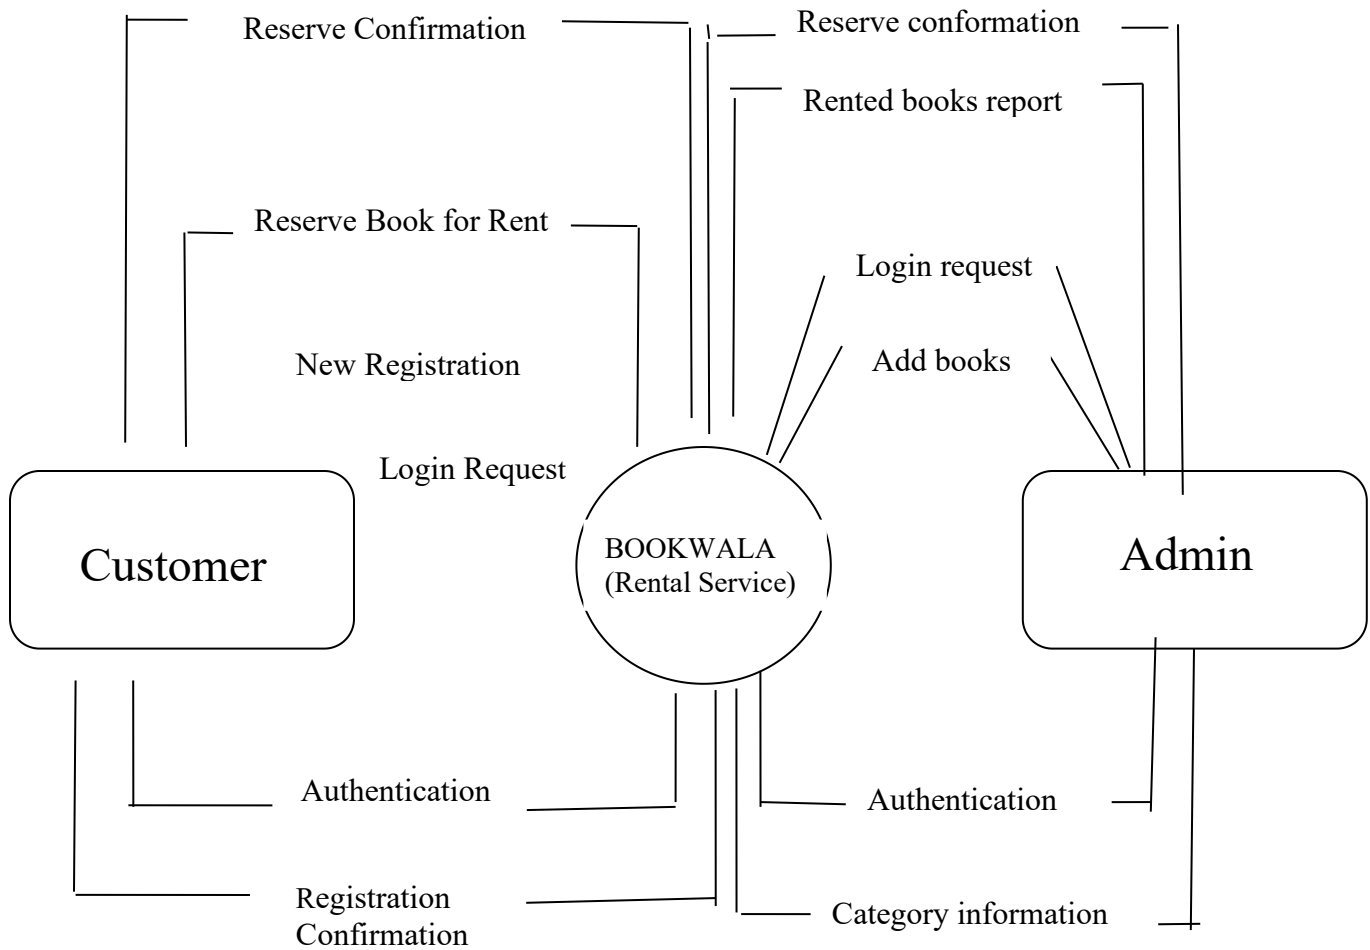 Reserve Confirmation
Reserve conformation
Rented books report
Reserve Book for Rent
Login request
New Registration
Add books
Login Request
Customer
BOOKWALA
(Rental Service)
Admin
Authentication
Authentication
Registration
Confirmation
Category information